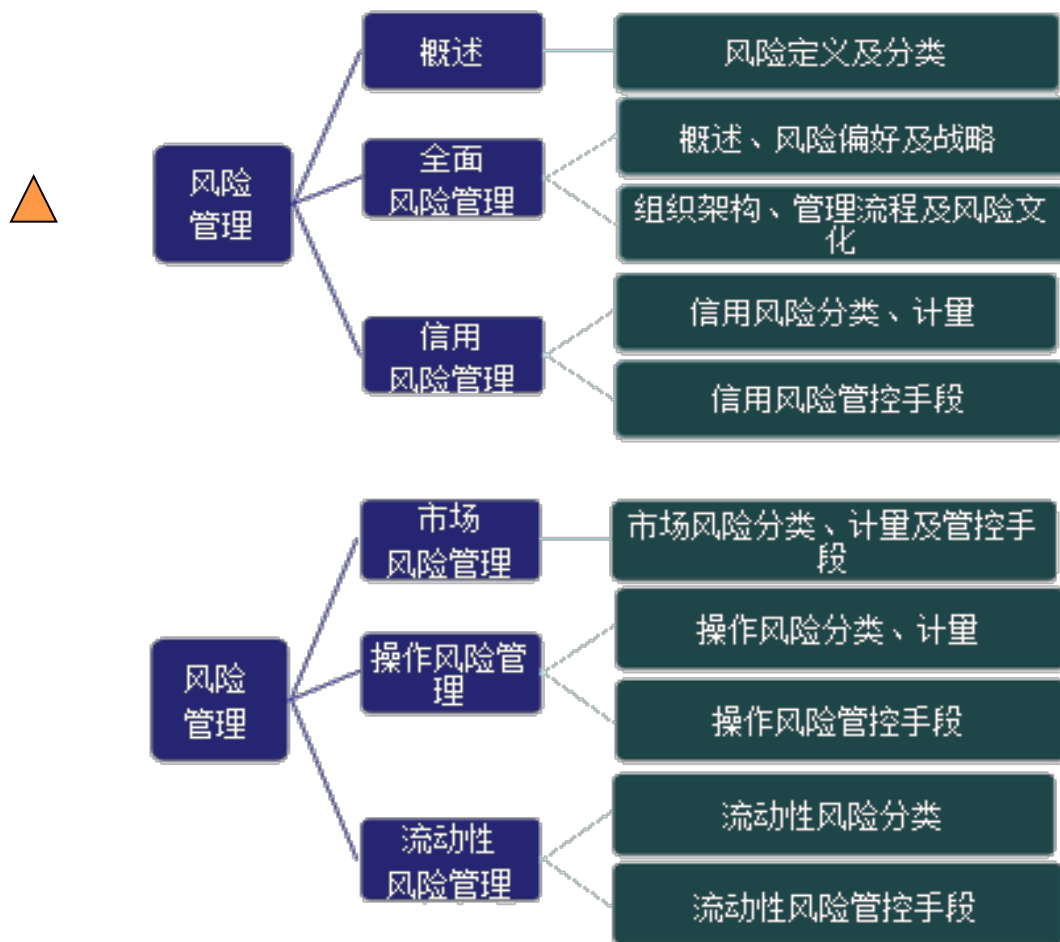 风险
管理
概述
风险定义及分类
全面
风险管理
概述、风险偏好及战略
组织架构、管理流程及风险文
化
信用
风险管理
信用风险分类、计量
信用风险管控手段
风险
管理
市场
风险管理
市场风险分类、计量及管控手
段
操作风险管
理
操作风险分类、计量
操作风险管控手段
流动性
风险管理
流动性风险分类
流动性风险管控手段